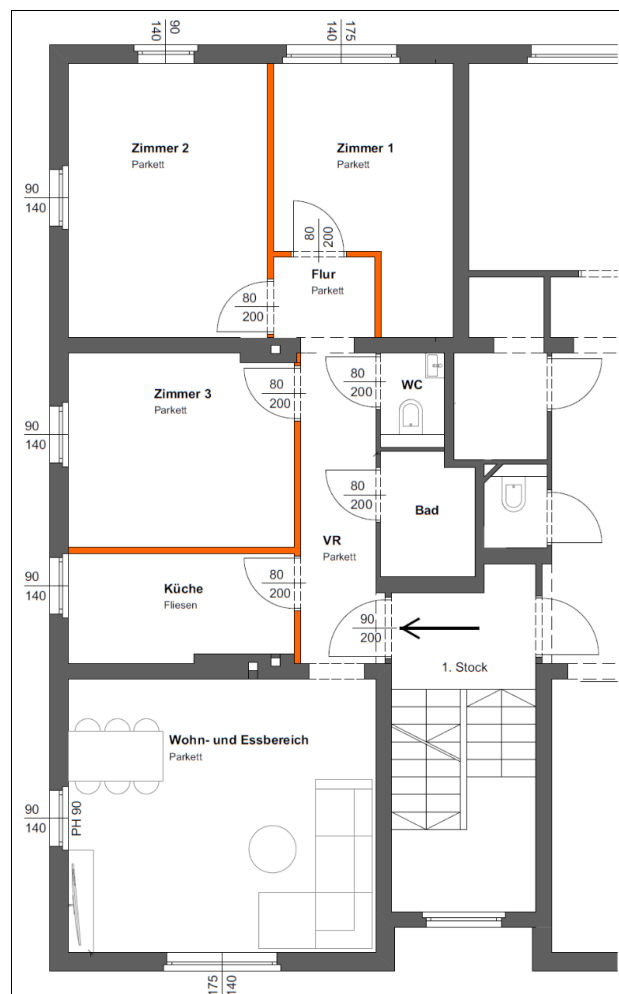 90
140
175
140
Zimmer 2
Parkett
Zimmer 1
Parkett
90
140
80
200
Flur
Parkett
80
200
Zimmer 3
Parkett
80
200
80
200
WC
90
140
80
200
Bad
VR
Parkett
90
140
Küche
Fliesen
80
200
90
200
1. Stock
Wohn- und Essbereich
Parkett
90
140
PH 90
175
140